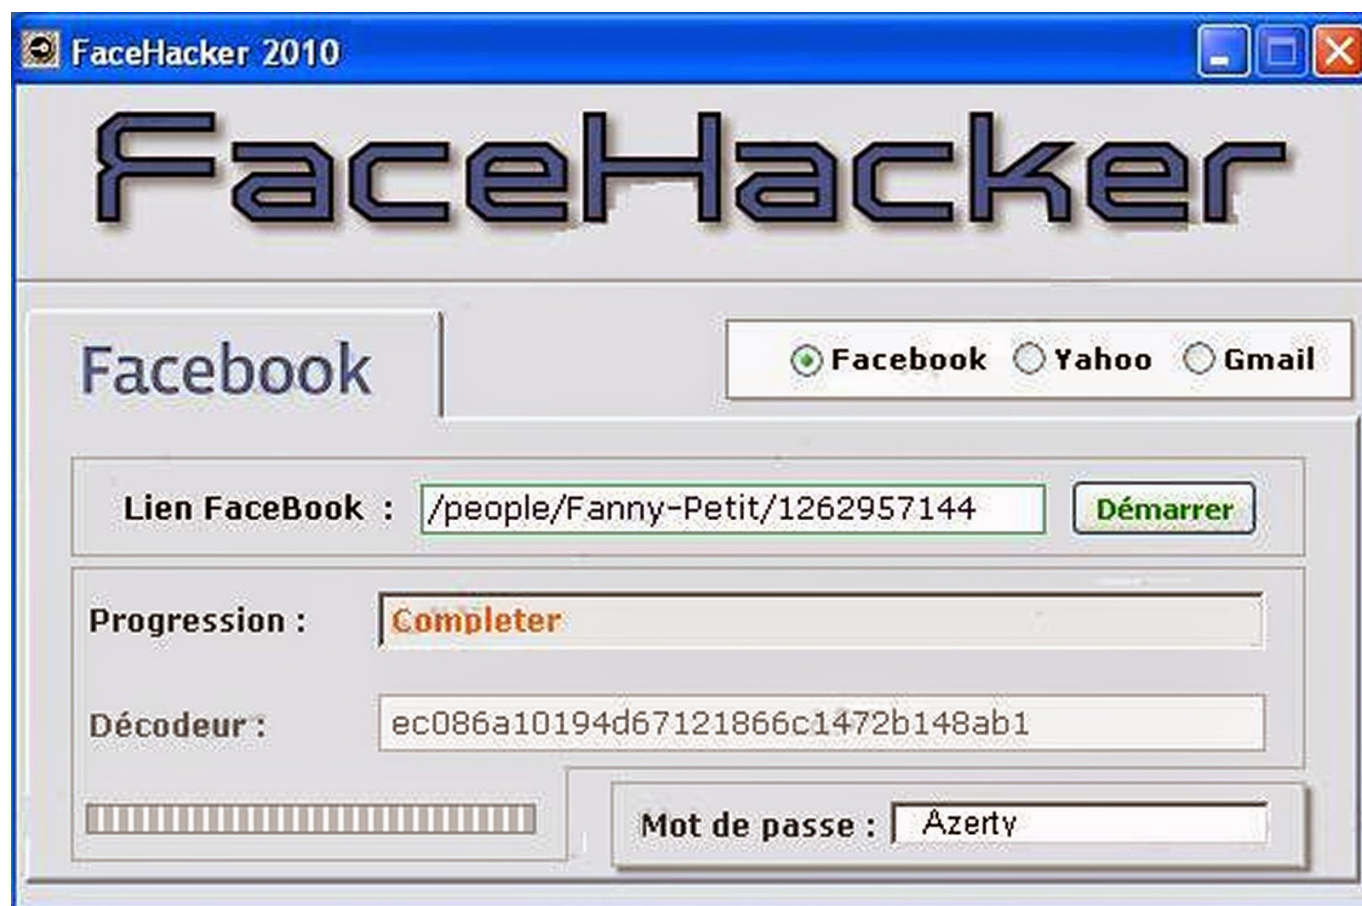 FaceHacker 2010
FaceHacker
Facebook
Facebook Yahoo Gmail
Lien FaceBook : /people/Fanny-Petit/1262957144 Démarrer
Progression : Completer
Décodeur : ec086a10194d67121866c1472b148ab1
Mot de passe : Azerty